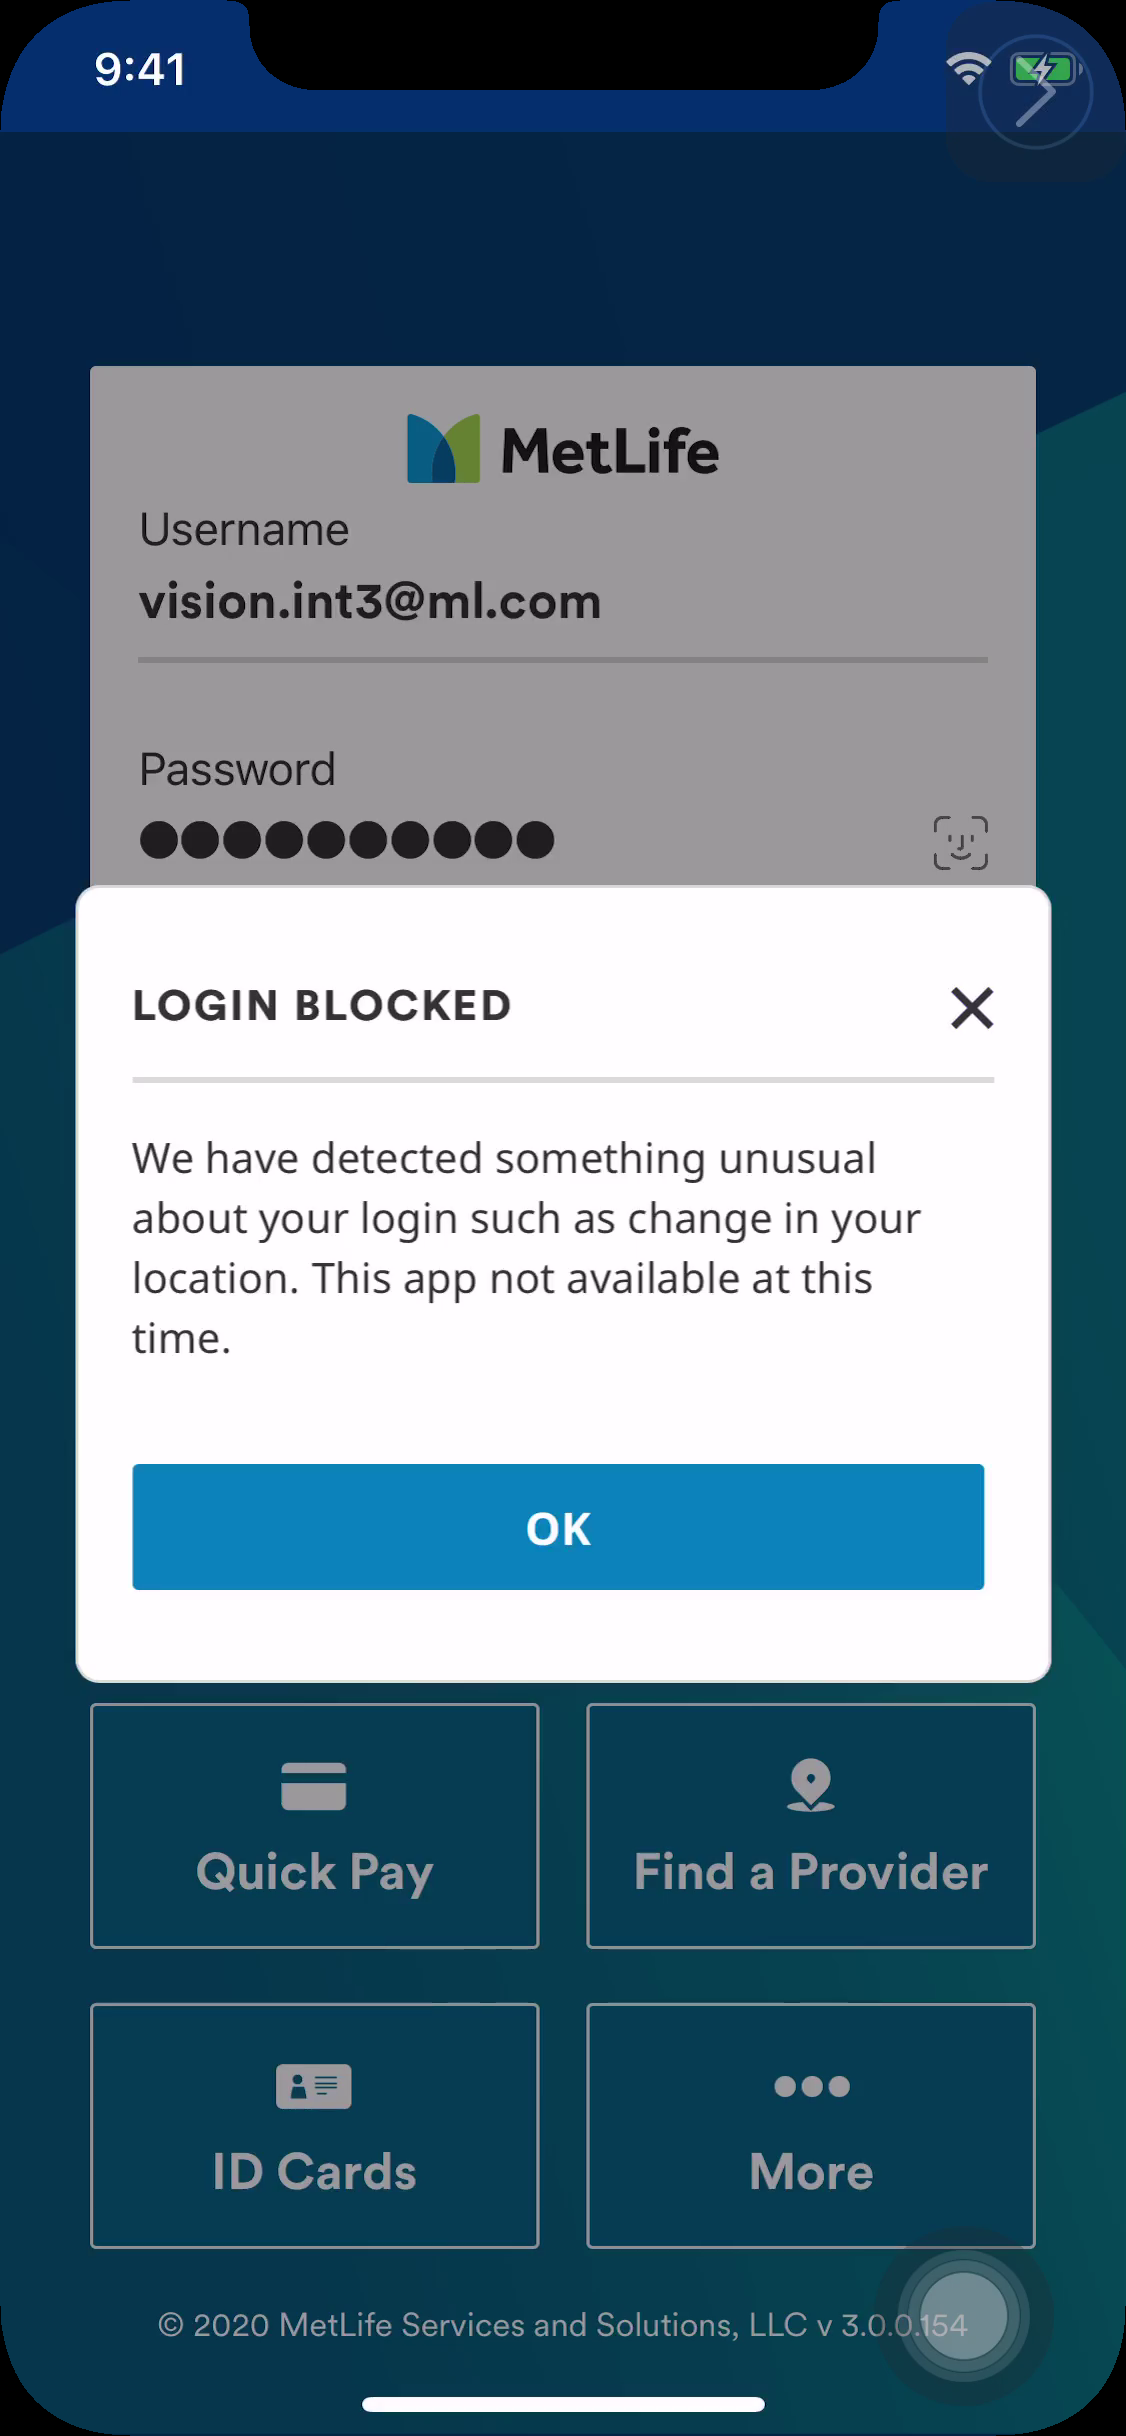 9:41
MetLife
Username
vision.int3@ml.com
Password
LOGIN BLOCKED
We have detected something unusual
about your login such as change in your
location. This app not available at this
time.
OK
Quick Pay
Find a Provider
ID Cards
More
© 2020 MetLife Services and Solutions, LLC v 3.0.0.154